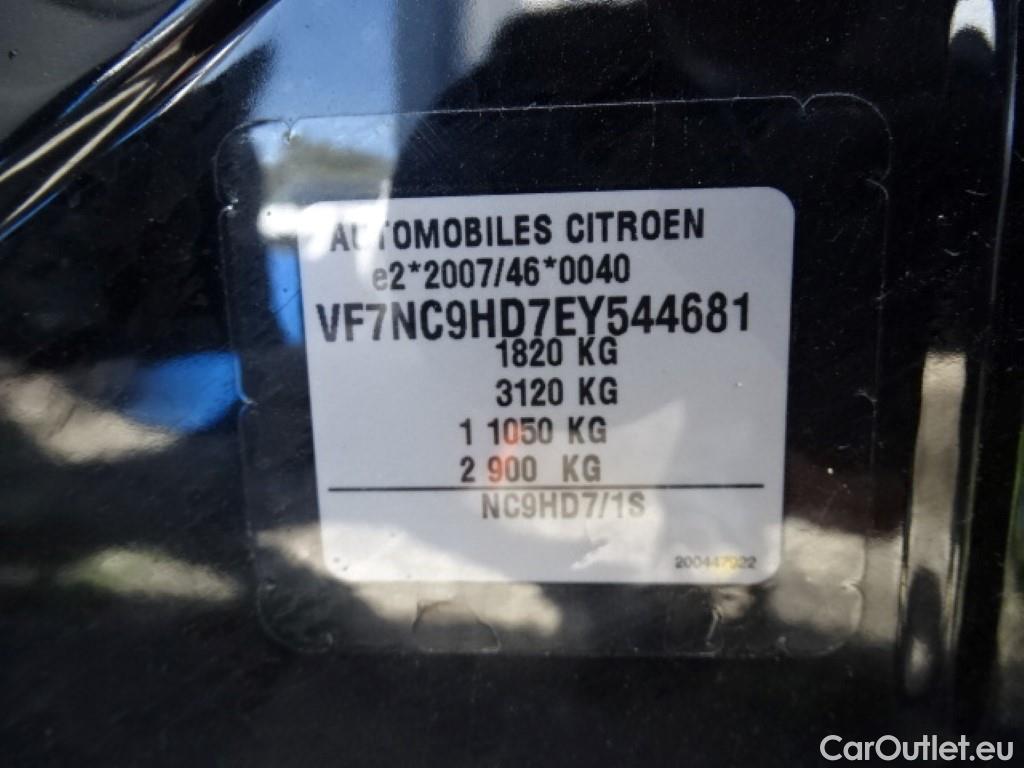 AUTOMOBILES CITROEN
e2*2007/46*0040
VF7NC9HD7EY544681
1820 KG
3120 KG
1 1050 KG
2 900 KG
NC9HD7/1S
200447922
CarOutlet.eu